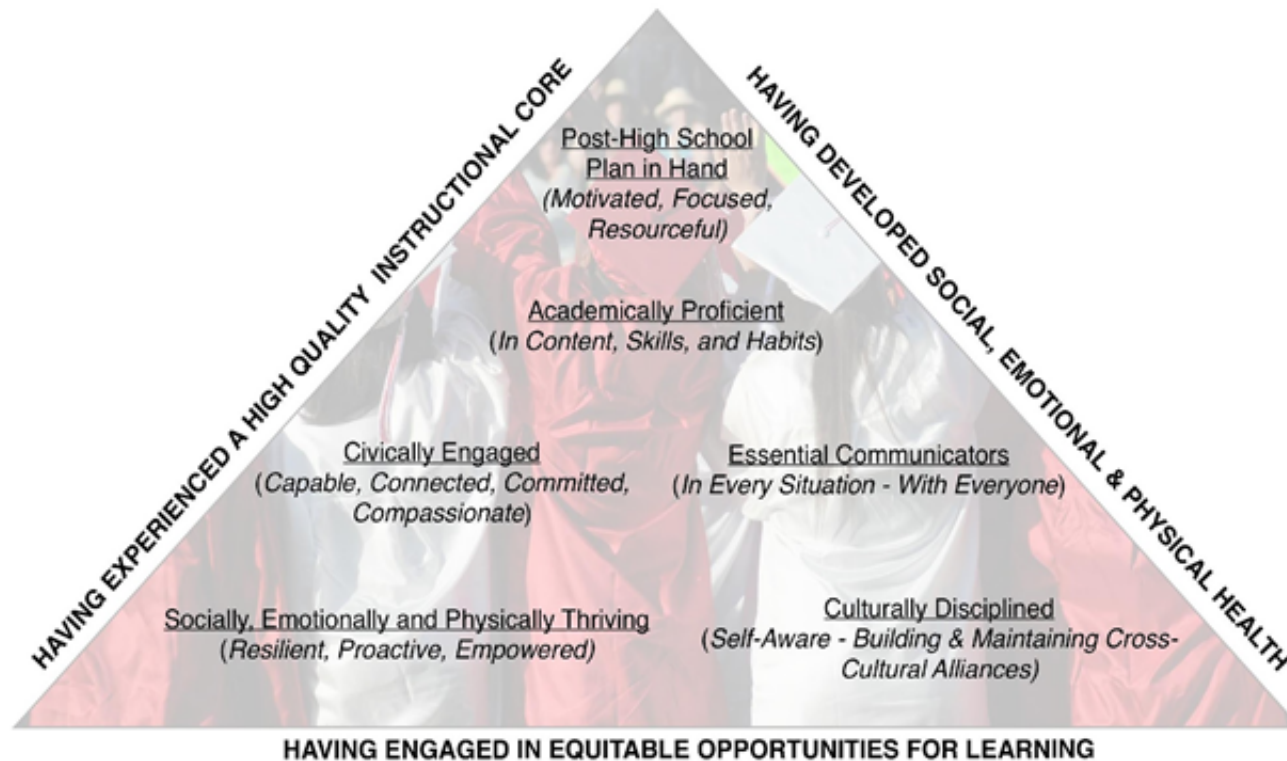 HAVING EXPERIENCED A HIGH QUALITY INSTRUCTIONAL CORE
HAVING DEVELOPED SOCIAL, EMOTIONAL & PHYSICAL HEALTH
Post-High School
Plan in Hand
(Motivated, Focused,
Resourceful)
Academically Proficient
(In Content, Skills, and Habits)
Civically Engaged
(Capable, Connected, Committed,
Compassionate)
Essential Communicators
(In Every Situation - With Everyone)
Socially, Emotionally and Physically Thriving
(Resilient, Proactive, Empowered)
Culturally Disciplined
(Self-Aware - Building & Maintaining Cross-
Cultural Alliances)
HAVING ENGAGED IN EQUITABLE OPPORTUNITIES FOR LEARNING